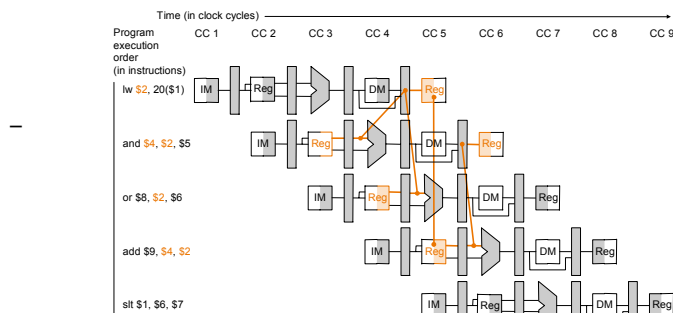 Time (in clock cycles)
Program
execution
order
(in instructions)
CC 1 CC 2 CC 3 CC 4 CC 5 CC 6 CC 7 CC 8 CC 9
lw $2, 20($1) IM Reg DM Reg
and $4, $2, $5 IM Reg DM Reg
or $8, $2, $6 IM Reg DM Reg
add $9, $4, $2 IM Reg DM Reg
slt $1, $6, $7 IM Reg DM Reg